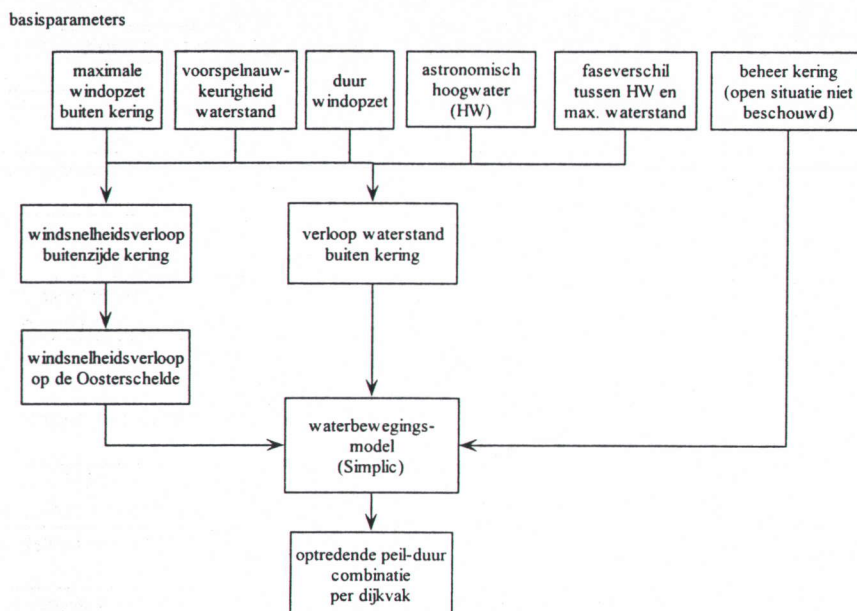 basisparameters
maximale
windopzet
buiten kering
voorspelnauw-
keurigheid
waterstand
duur
windopzet
astronomisch
hoogwater
(HW)
faseverschil
tussen HW en
max. waterstand
beheer kering
(open situatie niet
beschouwd)
windsnelheidsverloop
buitenzijde kering
verloop waterstand
buiten kering
windsnelheidsverloop
op de Oosterschelde
waterbewegings-
model
(Simplic)
optredende peil-duur
combinatie
per dijkvak